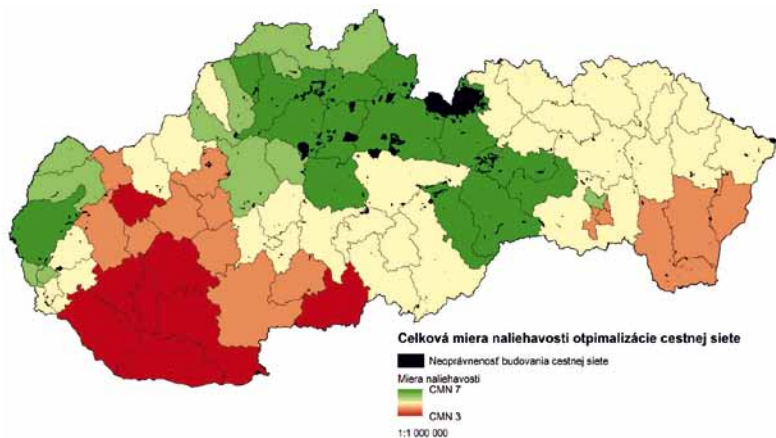 Celková miera naliehavosti otpimalizácie cestnej siete
Neoprávnenosť budovania cestnej siete
Miera naliehavosti
CMN 7
CMN 3
1:1 000 000